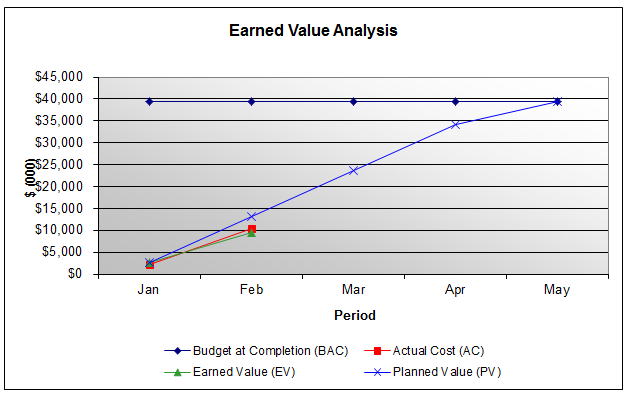 Earned Value Analysis
$45,000
$40,000
$35,000
$30,000
$25,000
$20,000
$15,000
$10,000
$5,000
$0
$ (000)
Jan Feb Mar Apr May
Period
Budget at Completion (BAC) Actual Cost (AC)
Earned Value (EV) Planned Value (PV)